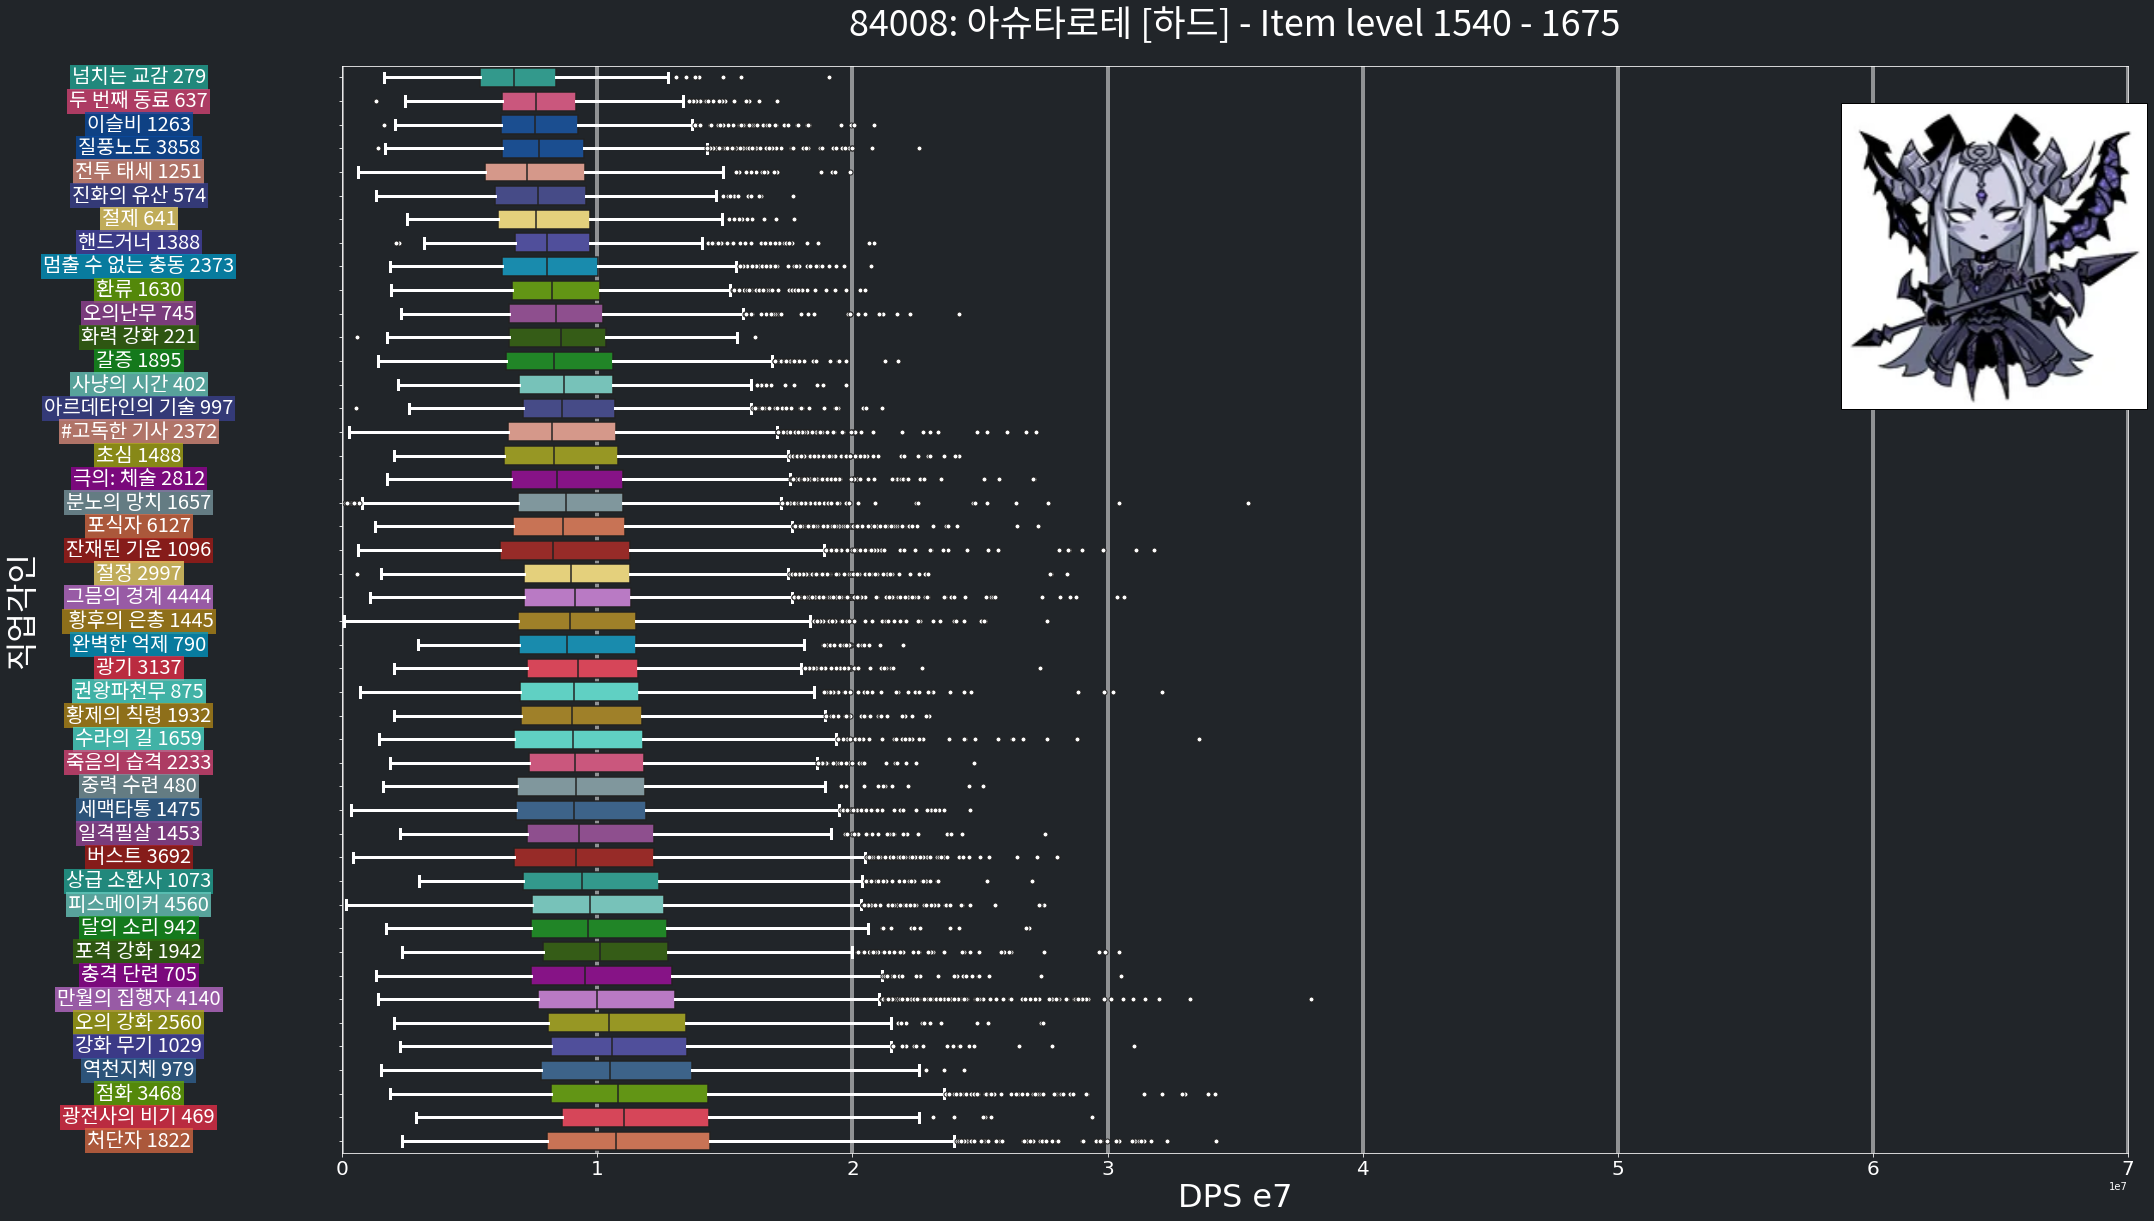 84008: 아슈타로테 [하드] - Item level 1540 - 1675
직업각인
넘치는 교감 279
두 번째 동료 637
이슬비 1263
질풍노도 3858
전투 태세 1251
진화의 유산 574
절제 641
핸드거너 1388
멈출 수 없는 충동 2373
환류 1630
오의난무 745
화력 강화 221
갈증 1895
사냥의 시간 402
아르데타인의 기술 997
#고독한 기사 2372
초심 1488
극의: 체술 2812
분노의 망치 1657
포식자 6127
잔재된 기운 1096
절정 2997
그믐의 경계 4444
황후의 은총 1445
완벽한 억제 790
광기 3137
권왕파천무 875
황제의 칙령 1932
수라의 길 1659
죽음의 습격 2233
중력 수련 480
세맥타통 1475
일격필살 1453
버스트 3692
상급 소환사 1073
피스메이커 4560
달의 소리 942
포격 강화 1942
충격 단련 705
만월의 집행자 4140
오의 강화 2560
강화 무기 1029
역천지체 979
점화 3468
광전사의 비기 469
처단자 1822
0 1 2 3 4 5 6 7
1e7
DPS e7